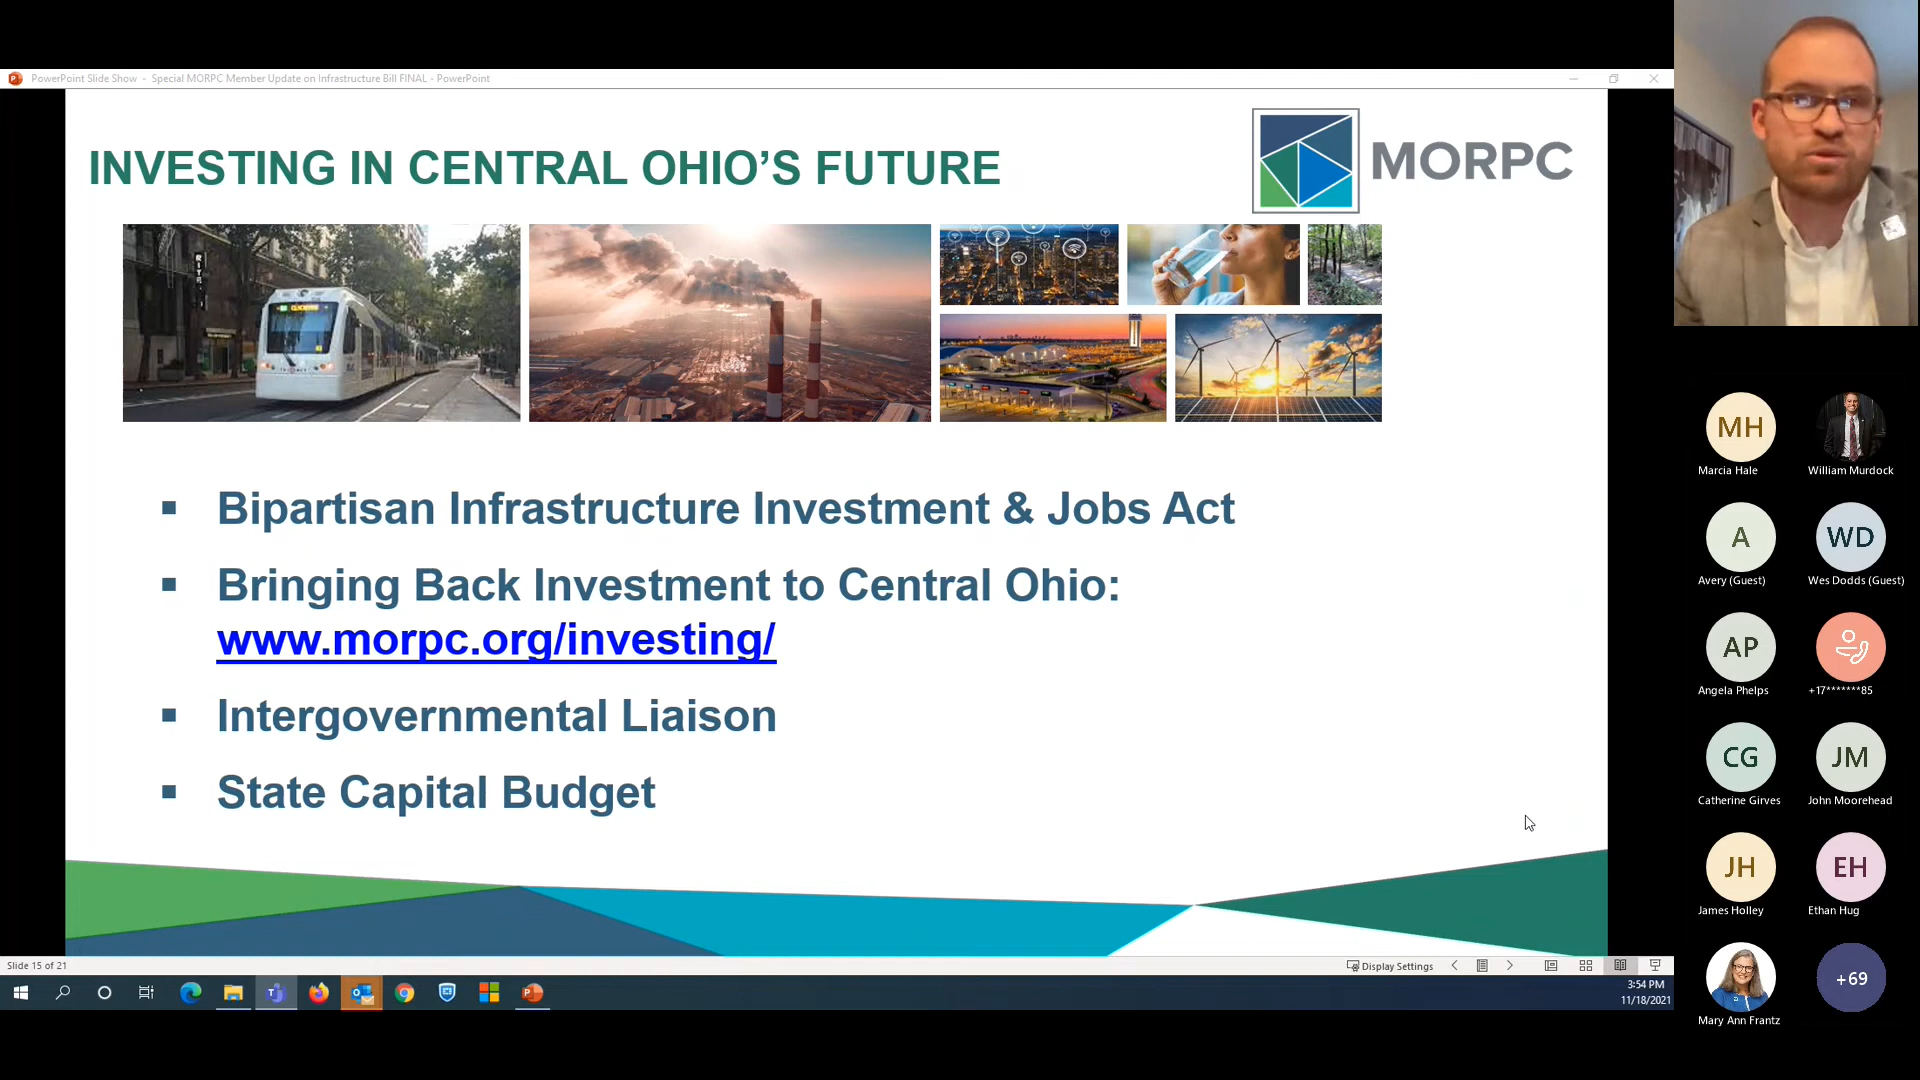 PowerPoint Slide Show - Special MORPC Member Update on Infrastructure Bill FINAL - PowerPoint
INVESTING IN CENTRAL OHIO'S FUTURE
MORPC
▪ Bipartisan Infrastructure Investment & Jobs Act
▪ Bringing Back Investment to Central Ohio:
www.morpc.org/investing/
▪ Intergovernmental Liaison
▪ State Capital Budget
Slide 15 of 21
Display Settings
3:54 PM
11/18/2021
MH
Marcia Hale
William Murdock
A
Avery (Guest)
WD
Wes Dodds (Guest)
AP
Angela Phelps
+17*******85
CG
Catherine Girves
JM
John Moorehead
JH
James Holley
EH
Ethan Hug
Mary Ann Frantz
+69